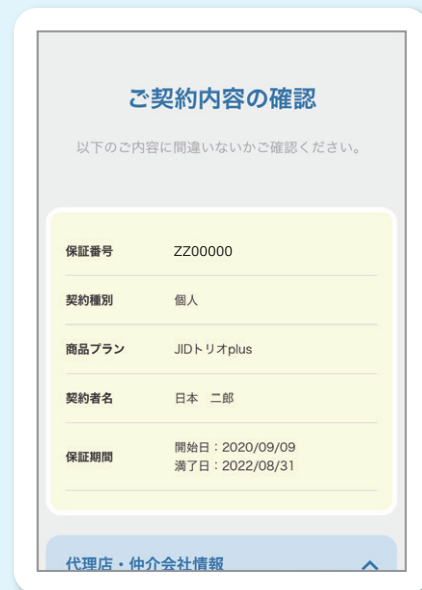 ご契約内容の確認
以下のご内容に間違いないかご確認ください。
保証番号 ZZ00000
契約種別 個人
商品プラン JIDトリオplus
契約者名 日本　二郎
保証期間 開始日：2020/09/09
満了日：2022/08/31
代理店・仲介会社情報